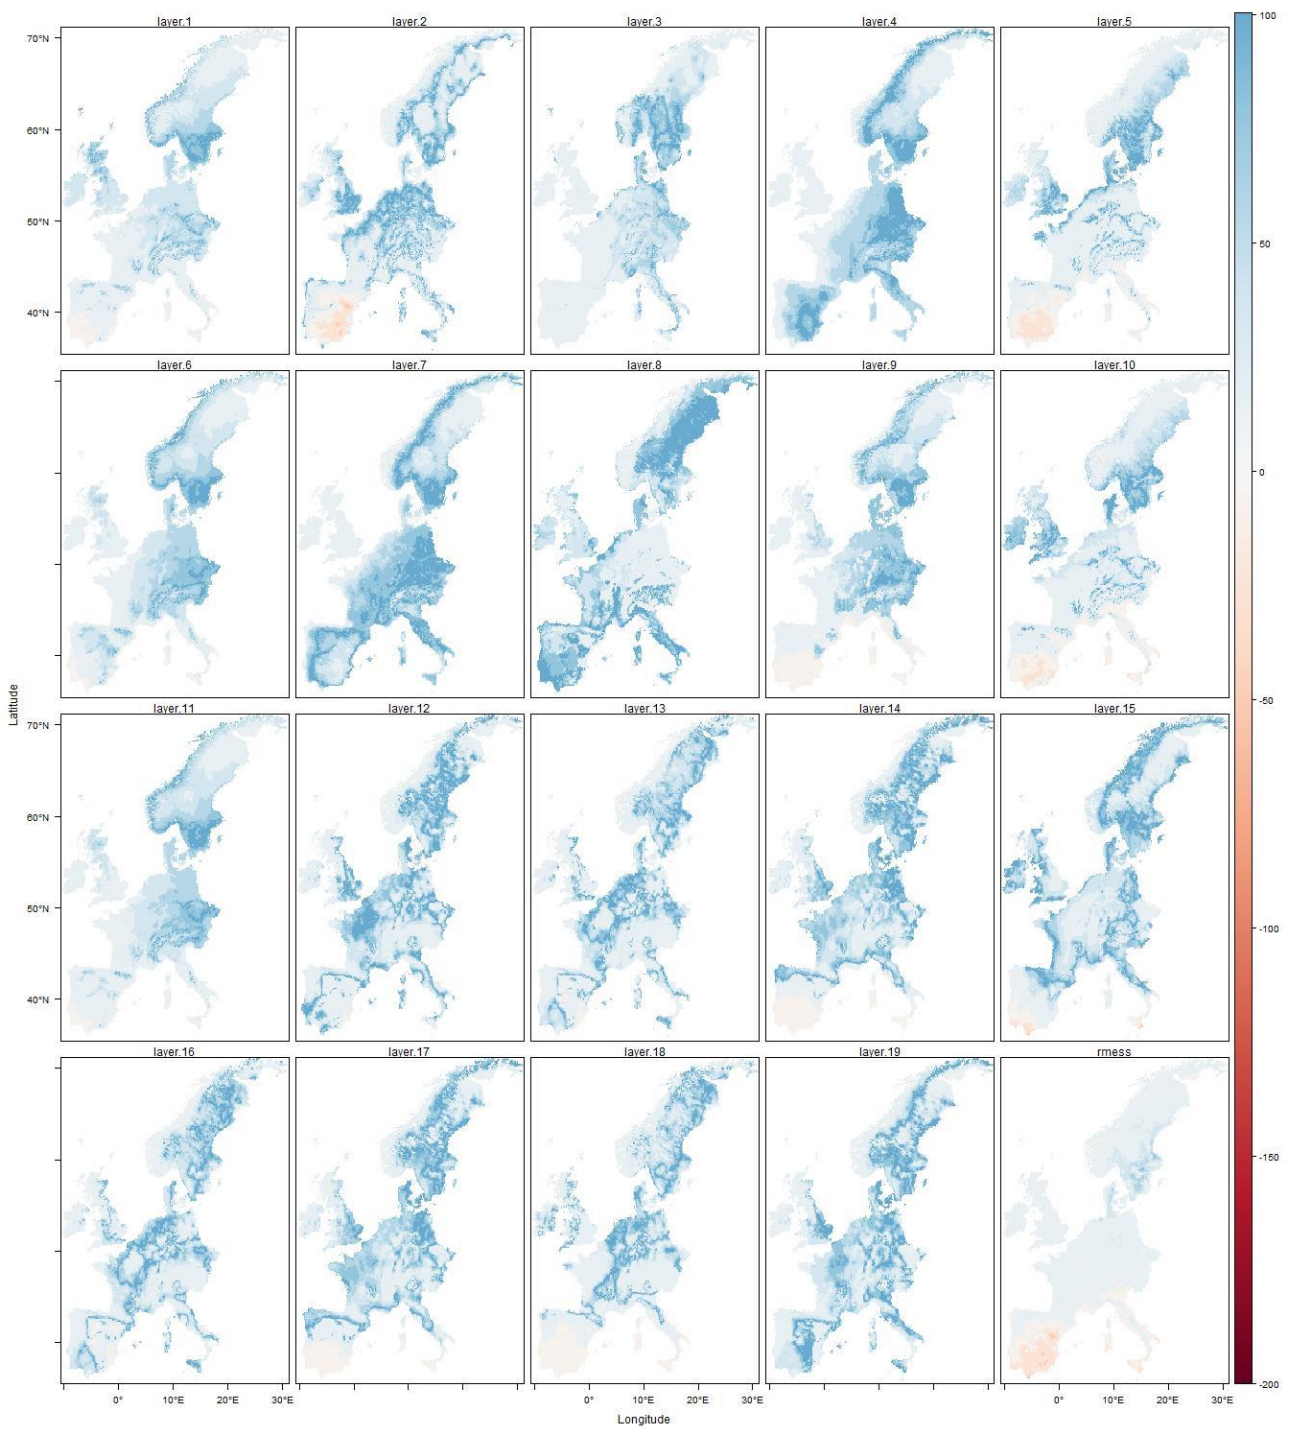 layer.1 layer.2 layer.3 layer.4 layer.5
70°N
60°N
50°N
40°N
100
50
0
-50
-100
-150
-200
layer.6 layer.7 layer.8 layer.9 layer.10
Latitude
layer.11 layer.12 layer.13 layer.14 layer.15
70°N
60°N
50°N
40°N
layer.16 layer.17 layer.18 layer.19 rmess
0° 10°E 20°E 30°E 0° 10°E 20°E 30°E 0° 10°E 20°E 30°E
Longitude